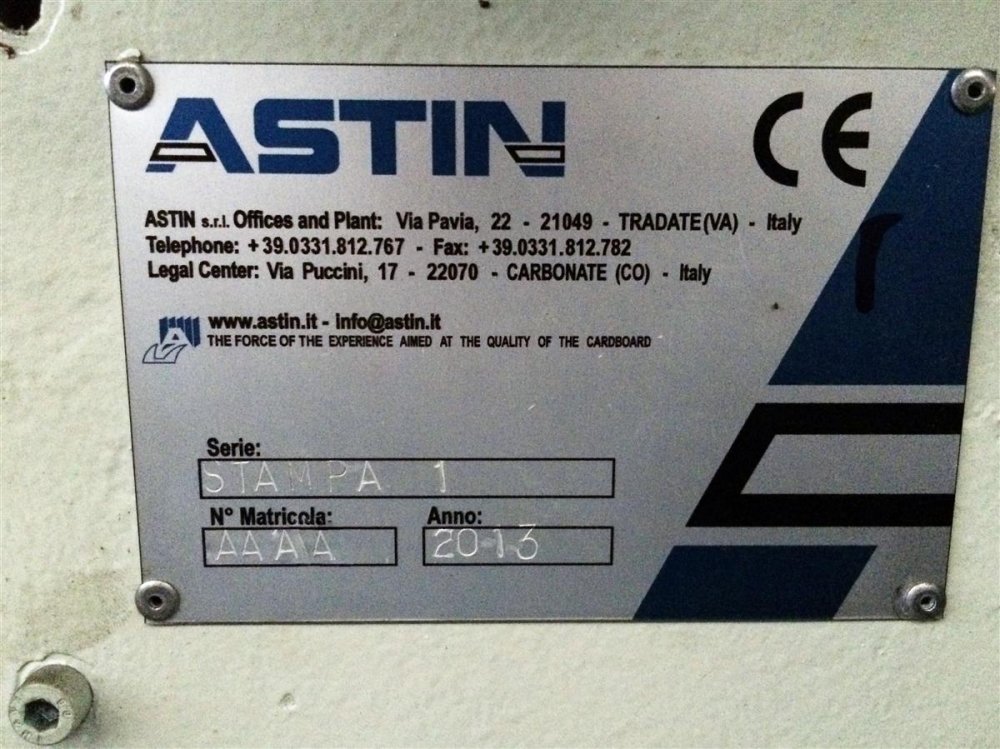 ASTIN CE
ASTIN s.r.l. Offices and Plant: Via Pavia, 22 - 21049 - TRADATE(VA) - Italy
Telephone: +39.0331.812.767 - Fax: +39.0331.812.782
Legal Center: Via Puccini, 17 - 22070 - CARBONATE (CO) - Italy
www.astin.it - info@astin.it
THE FORCE OF THE EXPERIENCE AIMED AT THE QUALITY OF THE CARDBOARD
Serie:
STAMPA 1
N° Matricola: Anno:
AAAA 2013